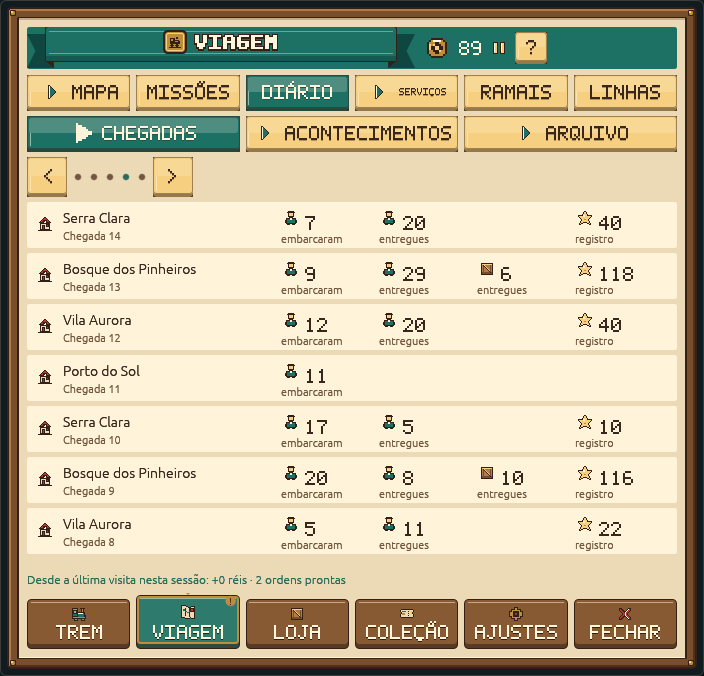 VIAGEM
89
?
MAPA
MISSÕES
DIÁRIO
SERVIÇOS
RAMAIS
LINHAS
CHEGADAS
ACONTECIMENTOS
ARQUIVO
Serra Clara 7 20 40
Chegada 14 embarcaram entregues registro
Bosque dos Pinheiros 9 29 6 118
Chegada 13 embarcaram entregues entregues registro
Vila Aurora 12 20 40
Chegada 12 embarcaram entregues registro
Porto do Sol 11
Chegada 11 embarcaram
Serra Clara 17 5 10
Chegada 10 embarcaram entregues registro
Bosque dos Pinheiros 20 8 10 116
Chegada 9 embarcaram entregues entregues registro
Vila Aurora 5 11 22
Chegada 8 embarcaram entregues registro
Desde a última visita nesta sessão: +0 réis · 2 ordens prontas
TREM
VIAGEM
LOJA
COLEÇÃO
AJUSTES
FECHAR